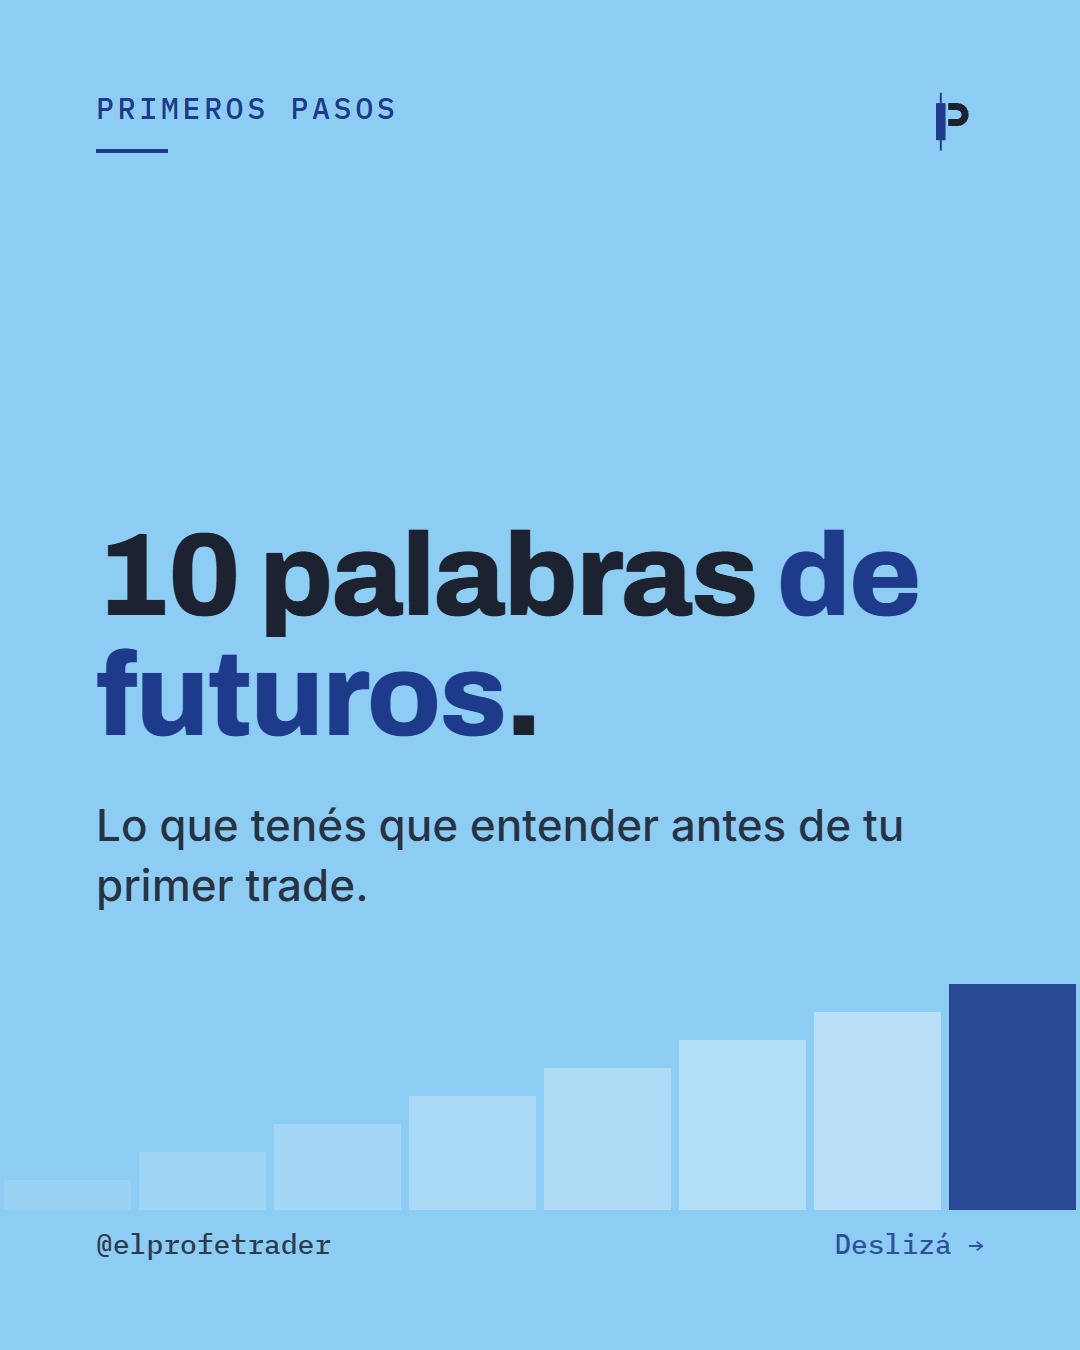 PRIMEROS PASOS
10 palabras de
futuros.
Lo que tenés que entender antes de tu
primer trade.
@elprofetrader
Deslizá →